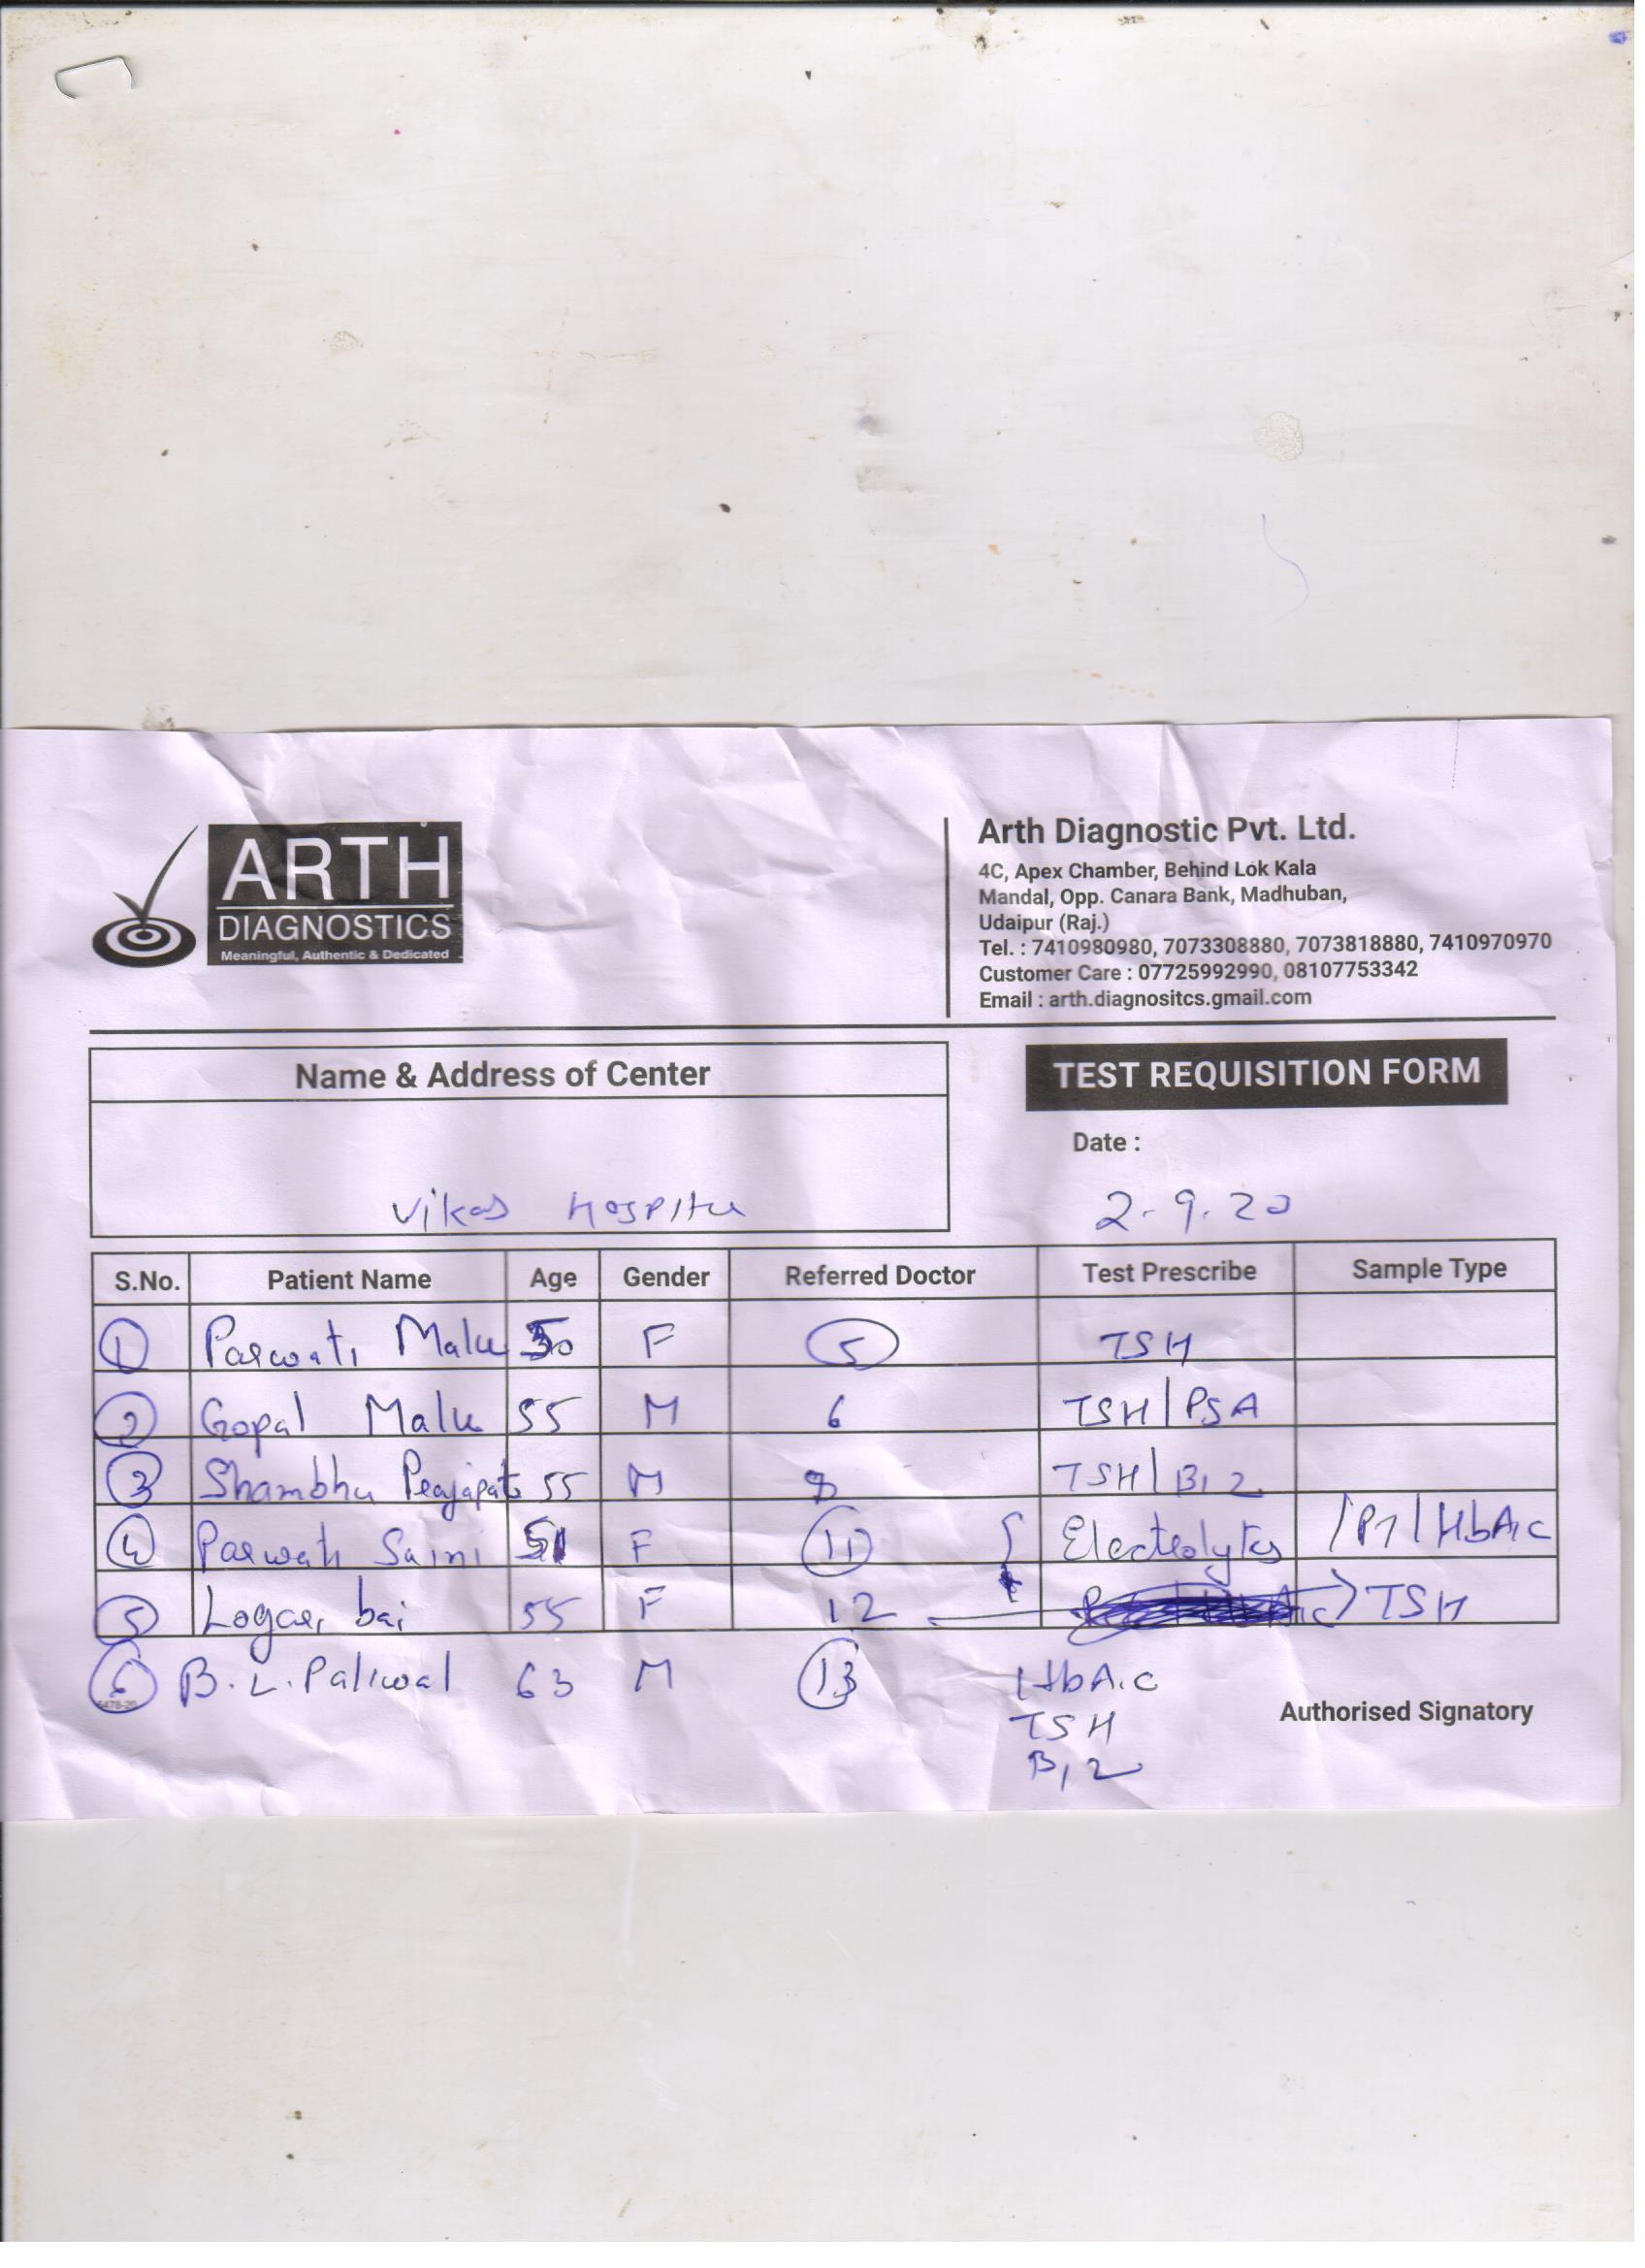 ARTH
DIAGNOSTICS
Meaningful, Authentic & Dedicated
Arth Diagnostic Pvt. Ltd.
4C, Apex Chamber, Behind Lok Kala
Mandal, Opp. Canara Bank, Madhuban,
Udaipur (Raj.)
Tel. : 7410980980, 7073308880, 7073818880, 7410970970
Customer Care : 07725992990, 08107753342
Email : arth.diagnositcs.gmail.com
Name & Address of Center
TEST REQUISITION FORM
Date :
Vikas Hospital
2.9.20
S.No. Patient Name Age Gender Referred Doctor Test Prescribe Sample Type
1 Parwati 50 F 5 TSH
2 Gopal 55 M 6 TSH/PSA
3 Shambhu 55 M TSH/B12
4 Parwati Saini 51 F 11 Electrolytes / / HbA1c
5 bai 55 F 12 TSH
6 B.L. Paliwal 63 M 13 HbA1c
TSH
B12
Authorised Signatory